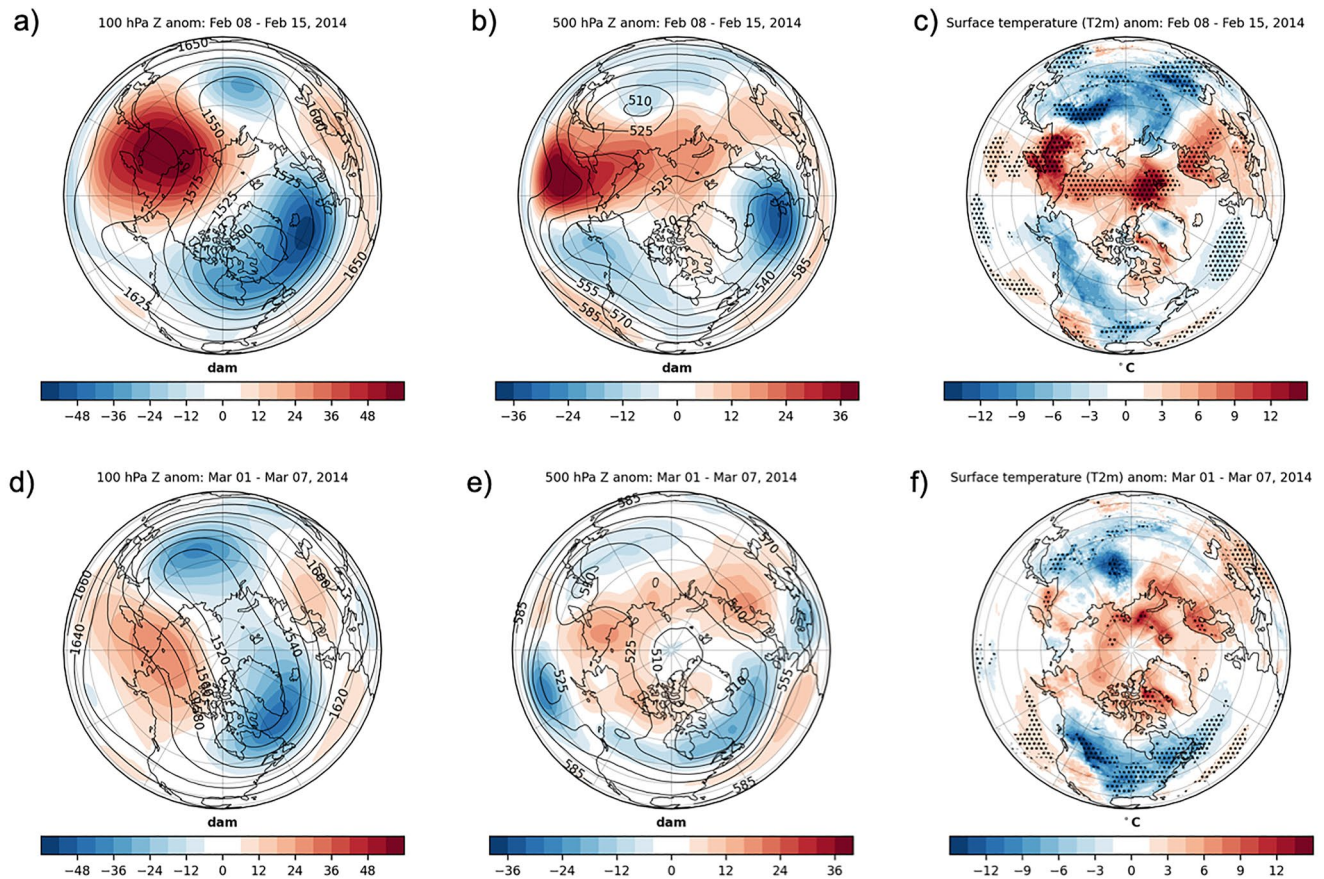 a)
100 hPa Z anom: Feb 08 - Feb 15, 2014
1650
1550
1600
1575
1575
1525
1625
1650
dam
−48 −36 −24 −12 0 12 24 36 48
b)
500 hPa Z anom: Feb 08 - Feb 15, 2014
510
525
525
555
540
585
570
585
dam
−36 −24 −12 0 12 24 36
c)
Surface temperature (T2m) anom: Feb 08 - Feb 15, 2014
°C
−12 −9 −6 −3 0 3 6 9 12
d)
100 hPa Z anom: Mar 01 - Mar 07, 2014
1660
1600
1640
1540
1520
1620
dam
−48 −36 −24 −12 0 12 24 36 48
e)
500 hPa Z anom: Mar 01 - Mar 07, 2014
585
570
510
540
585
525
510
525
510
555
585
585
dam
−36 −24 −12 0 12 24 36
f)
Surface temperature (T2m) anom: Mar 01 - Mar 07, 2014
°C
−12 −9 −6 −3 0 3 6 9 12